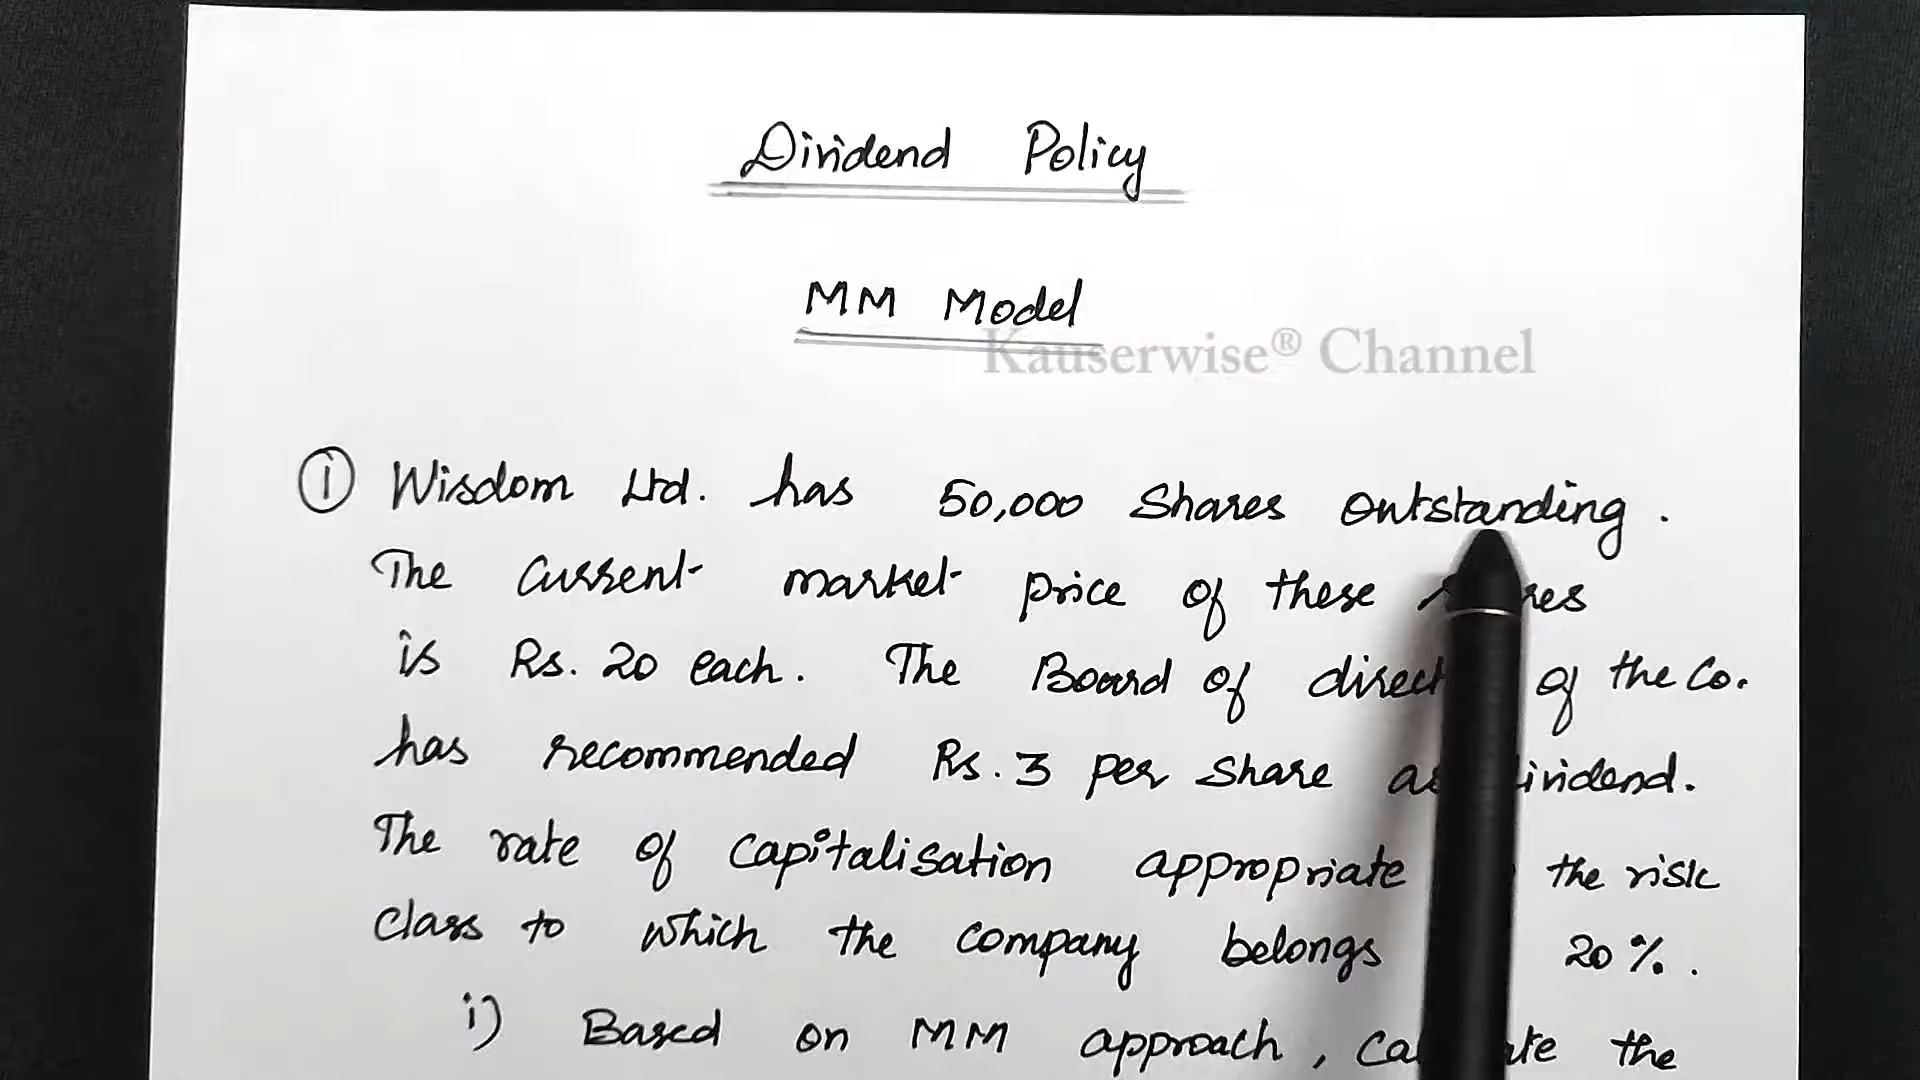 Dividend Policy
MM Model
Kauserwise® Channel
① Wisdom Ltd. has 50,000 Shares outstanding.
The Current market price of these
is Rs. 20 each. The Board of of the Co.
has recommended Rs. 3 per share
The rate of capitalisation appropriate the risk
class to which the company belongs 20%.
i) Based on MM approach, the